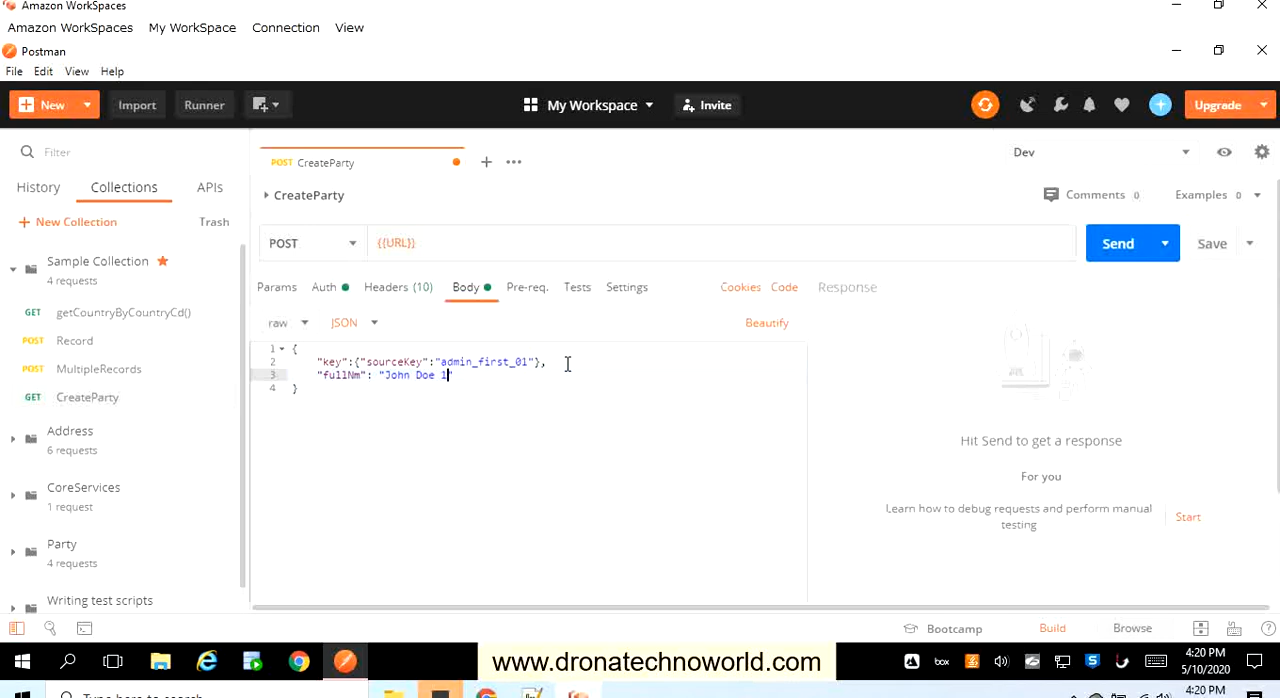 Amazon WorkSpaces
Amazon WorkSpaces My WorkSpace Connection View
Postman
File Edit View Help
New Import Runner My Workspace Invite Upgrade
Filter
POST CreateParty
Dev
History Collections APIs
CreateParty
Comments 0 Examples 0
+ New Collection Trash
POST {{URL}} Send Save
Sample Collection
4 requests
Params Auth Headers (10) Body Pre-req. Tests Settings Cookies Code Response
GET getCountryByCountryCd()
raw JSON Beautify
POST Record
POST MultipleRecords
GET CreateParty
1 {
2 "key":{"sourceKey":"admin_first_01"},
3 "fullNm": "John Doe 1"
4 }
Address
6 requests
Hit Send to get a response
For you
Learn how to debug requests and perform manual
testing
Start
CoreServices
1 request
Party
4 requests
Writing test scripts
Bootcamp Build Browse
www.dronatechnoworld.com
box
4:20 PM
5/10/2020
4:20 PM